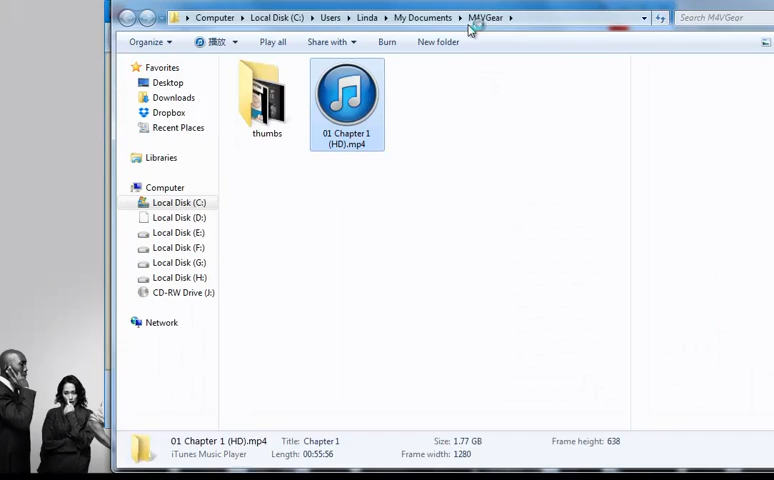 Computer ▸ Local Disk (C:) ▸ Users ▸ Linda ▸ My Documents ▸ M4VGear ▸
Search M4VGear
Organize
播放
Play all
Share with
Burn
New folder
Favorites
Desktop
Downloads
Dropbox
Recent Places
Libraries
Computer
Local Disk (C:)
Local Disk (D:)
Local Disk (E:)
Local Disk (F:)
Local Disk (G:)
Local Disk (H:)
CD-RW Drive (J:)
Network
thumbs
01 Chapter 1
(HD).mp4
01 Chapter 1 (HD).mp4
Title: Chapter 1
Size: 1.77 GB
Frame height: 638
iTunes Music Player
Length: 00:55:56
Frame width: 1280